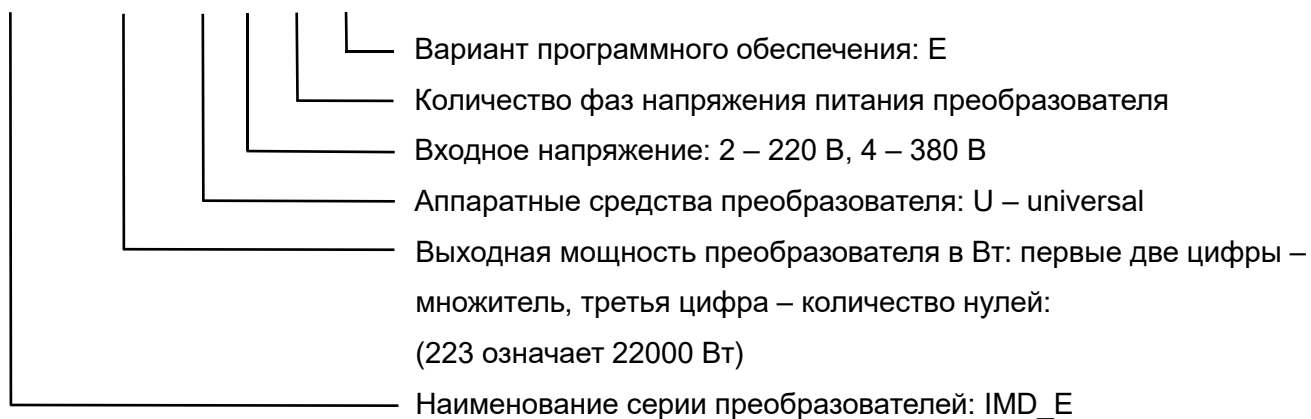 Вариант программного обеспечения: E
Количество фаз напряжения питания преобразователя
Входное напряжение: 2 – 220 В, 4 – 380 В
Аппаратные средства преобразователя: U – universal
Выходная мощность преобразователя в Вт: первые две цифры –
множитель, третья цифра – количество нулей:
(223 означает 22000 Вт)
Наименование серии преобразователей: IMD_E